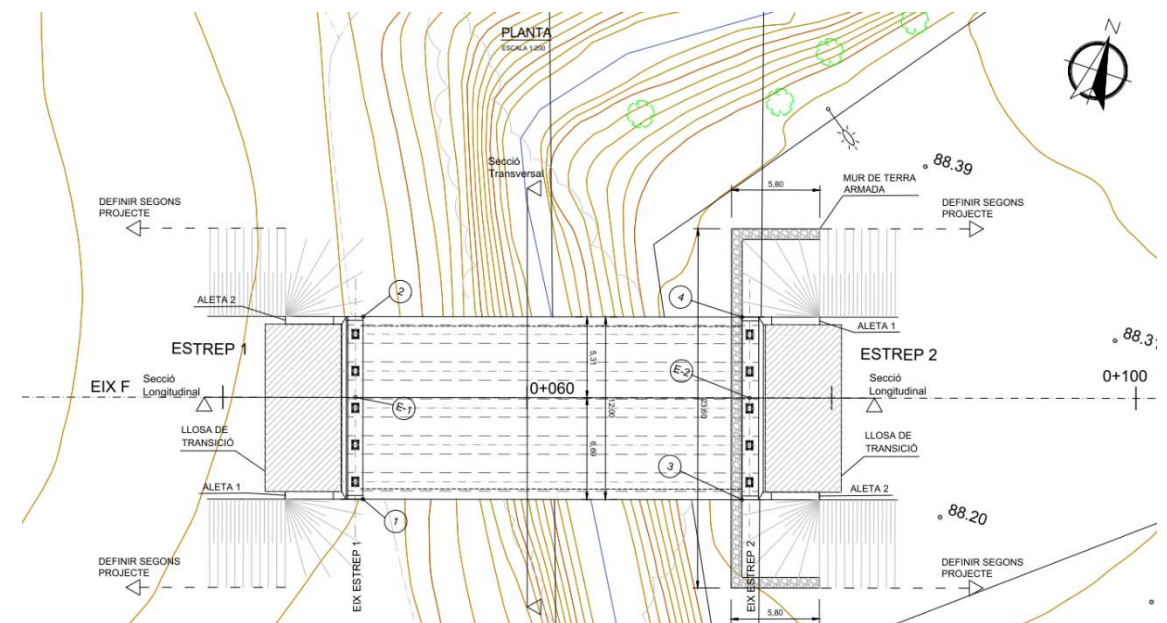 PLANTA
ESCALA 1:200
N
Secció
Transversal
88.39
MUR DE TERRA
ARMADA
5,80
DEFINIR SEGONS
PROJECTE
DEFINIR SEGONS
PROJECTE
2
4
ALETA 2
ALETA 1
ESTREP 1
ESTREP 2
88.31
5,31
E-2
EIX F
Secció
Longitudinal
0+060
Secció
Longitudinal
0+100
E-1
12,00
23,60
LLOSA DE
TRANSICIÓ
LLOSA DE
TRANSICIÓ
6,69
3
ALETA 1
ALETA 2
1
88.20
DEFINIR SEGONS
PROJECTE
EIX ESTREP 1
EIX ESTREP 2
DEFINIR SEGONS
PROJECTE
5,80